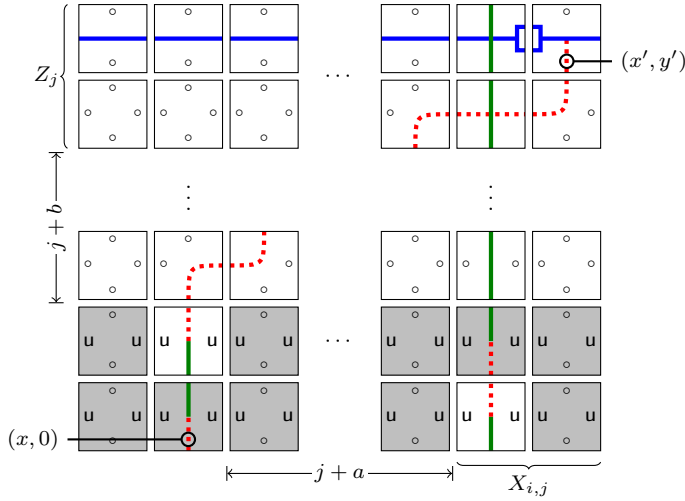 Z_j
(x′, y′)
. . .
j + b
u u u u u u . . . u u u u u u
u u u u u u u u u u u u
(x, 0)
j + a
X_{i,j}